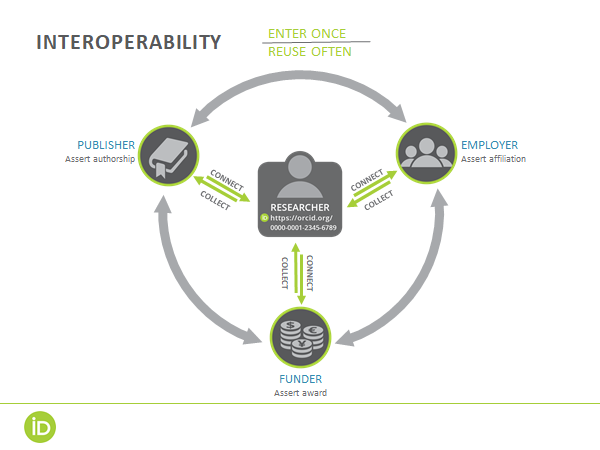 INTEROPERABILITY
ENTER ONCE
REUSE OFTEN
PUBLISHER
Assert authorship
EMPLOYER
Assert affiliation
CONNECT
COLLECT
CONNECT
COLLECT
RESEARCHER
iD https://orcid.org/
0000-0001-2345-6789
COLLECT
CONNECT
$
€
¥
FUNDER
Assert award
iD